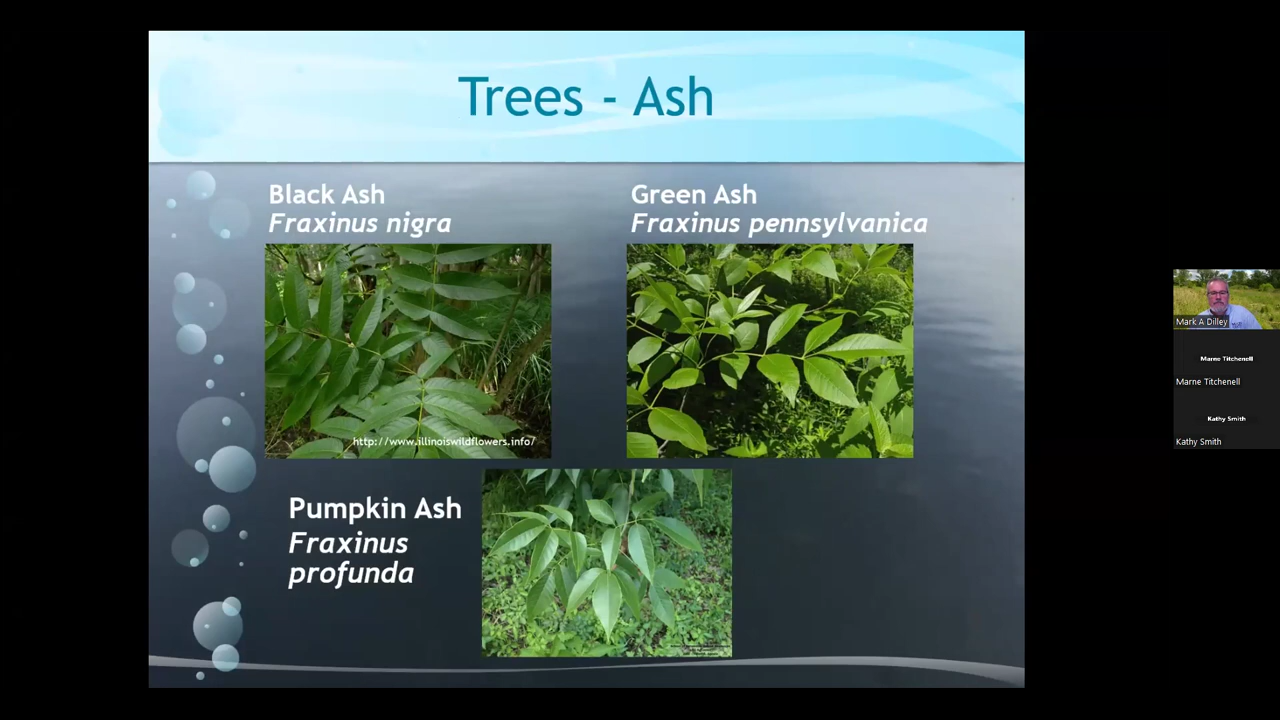 Trees - Ash
Black Ash
Fraxinus nigra
Green Ash
Fraxinus pennsylvanica
http://www.illinoiswildflowers.info/
Pumpkin Ash
Fraxinus
profunda
Mark A Dilley
Marne Titchenell
Marne Titchenell
Kathy Smith
Kathy Smith